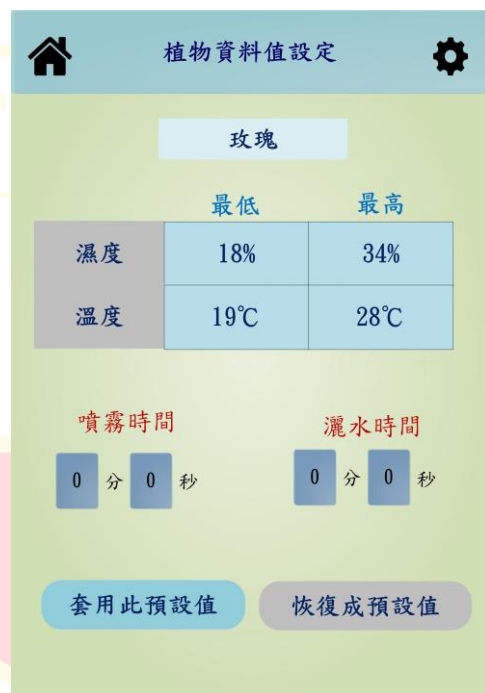 植物資料值設定
玫瑰
最低 最高
濕度 18% 34%
溫度 19℃ 28℃
噴霧時間 灑水時間
0 分 0 秒 0 分 0 秒
套用此預設值 恢復成預設值